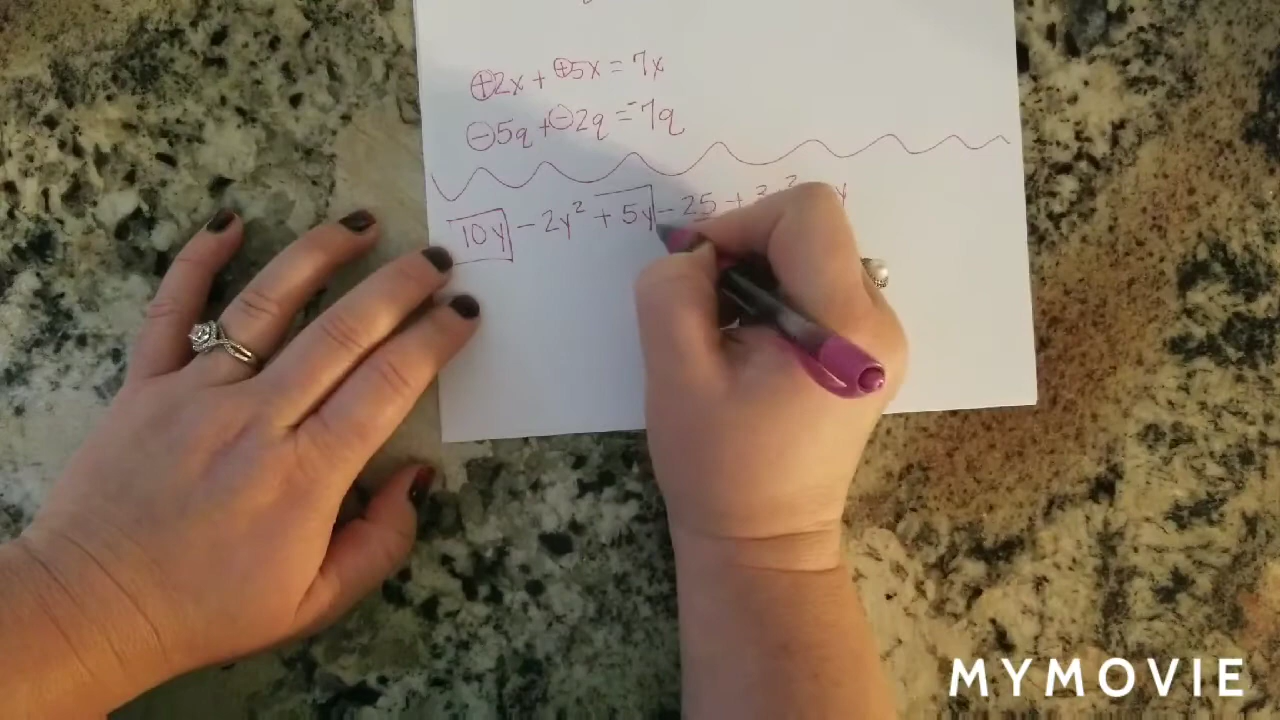 ⊕2x + ⊕5x = 7x
⊖5q + ⊖2q = ⁻7q
10y - 2y² + 5y - 25 +
MYMOVIE